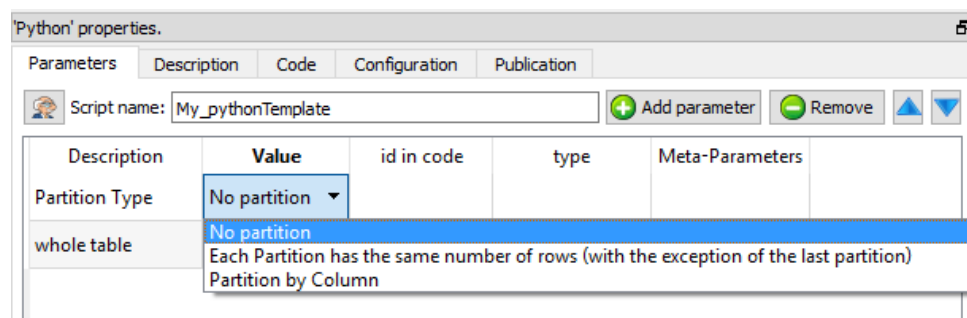 'Python' properties.
Parameters Description Code Configuration Publication
Script name: My_pythonTemplate Add parameter Remove
Description Value id in code type Meta-Parameters
Partition Type No partition
whole table No partition
Each Partition has the same number of rows (with the exception of the last partition)
Partition by Column